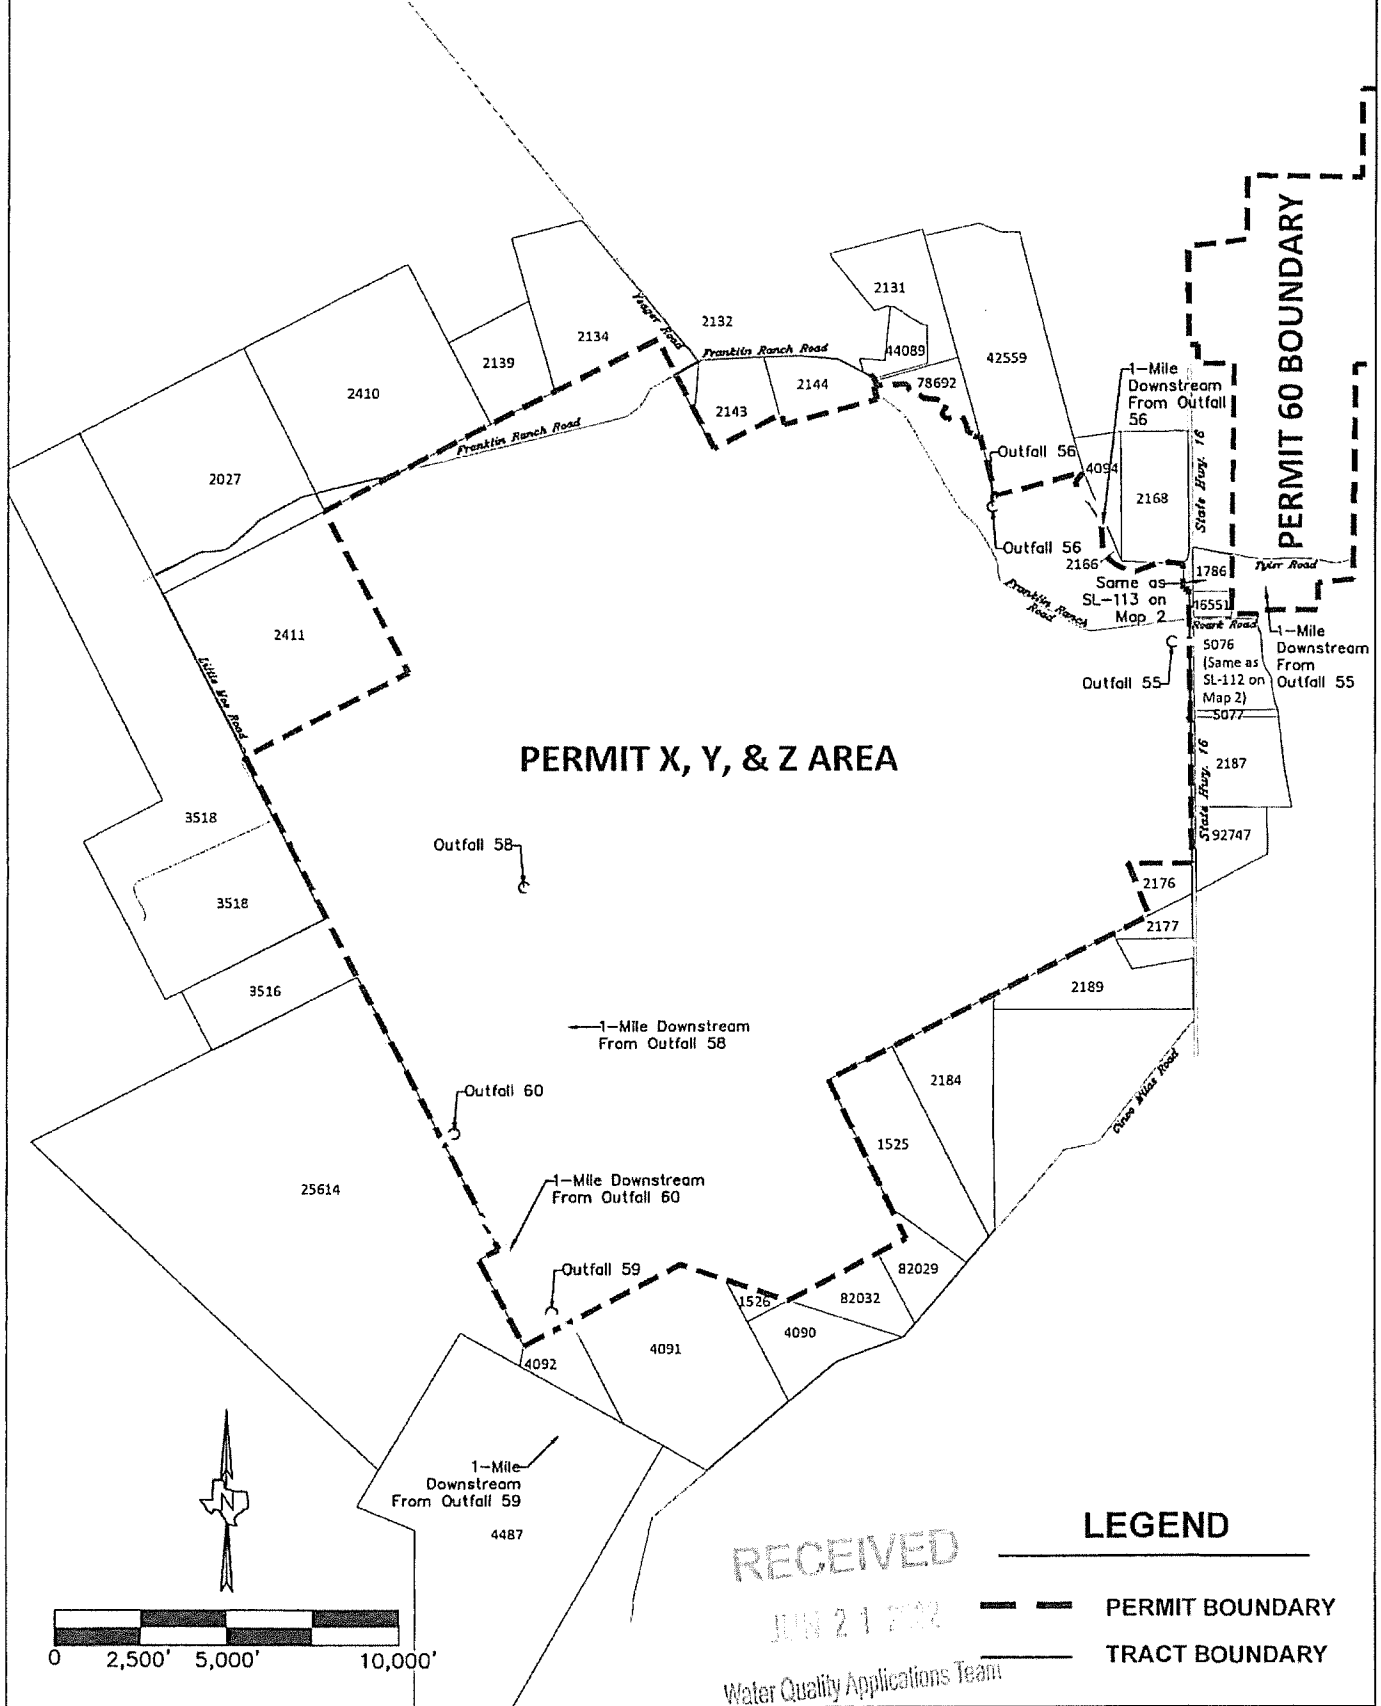 PERMIT 60 BOUNDARY
2131
Yeager Road
2132
42559
2134
Franklin Ranch Road
44089
2139
1-Mile
Downstream
From Outfall
56
2144
78692
2410
2143
Franklin Ranch Road
State Hwy. 16
Outfall 56
4094
2027
2168
Outfall 56
2166
Tyler Road
1786
Same as
SL-113 on
Map 2
Franklin Ranch
Road
16551
Roark Road
2411
1-Mile
Downstream
From
Outfall 55
5076
(Same as
SL-112 on
Map 2)
Outfall 55
Little Moe Road
5077
PERMIT X, Y, & Z AREA
State Hwy. 16
2187
3518
92747
Outfall 58
2176
3518
2177
3516
2189
1-Mile Downstream
From Outfall 58
Cinco Millas Road
2184
Outfall 60
1525
25614
1-Mile Downstream
From Outfall 60
Outfall 59
82029
1526
82032
4090
4091
4092
1-Mile
Downstream
From Outfall 59
4487
N
LEGEND
RECEIVED
PERMIT BOUNDARY
JUN 21
TRACT BOUNDARY
0 2,500' 5,000' 10,000'
Water Quality Applications Team